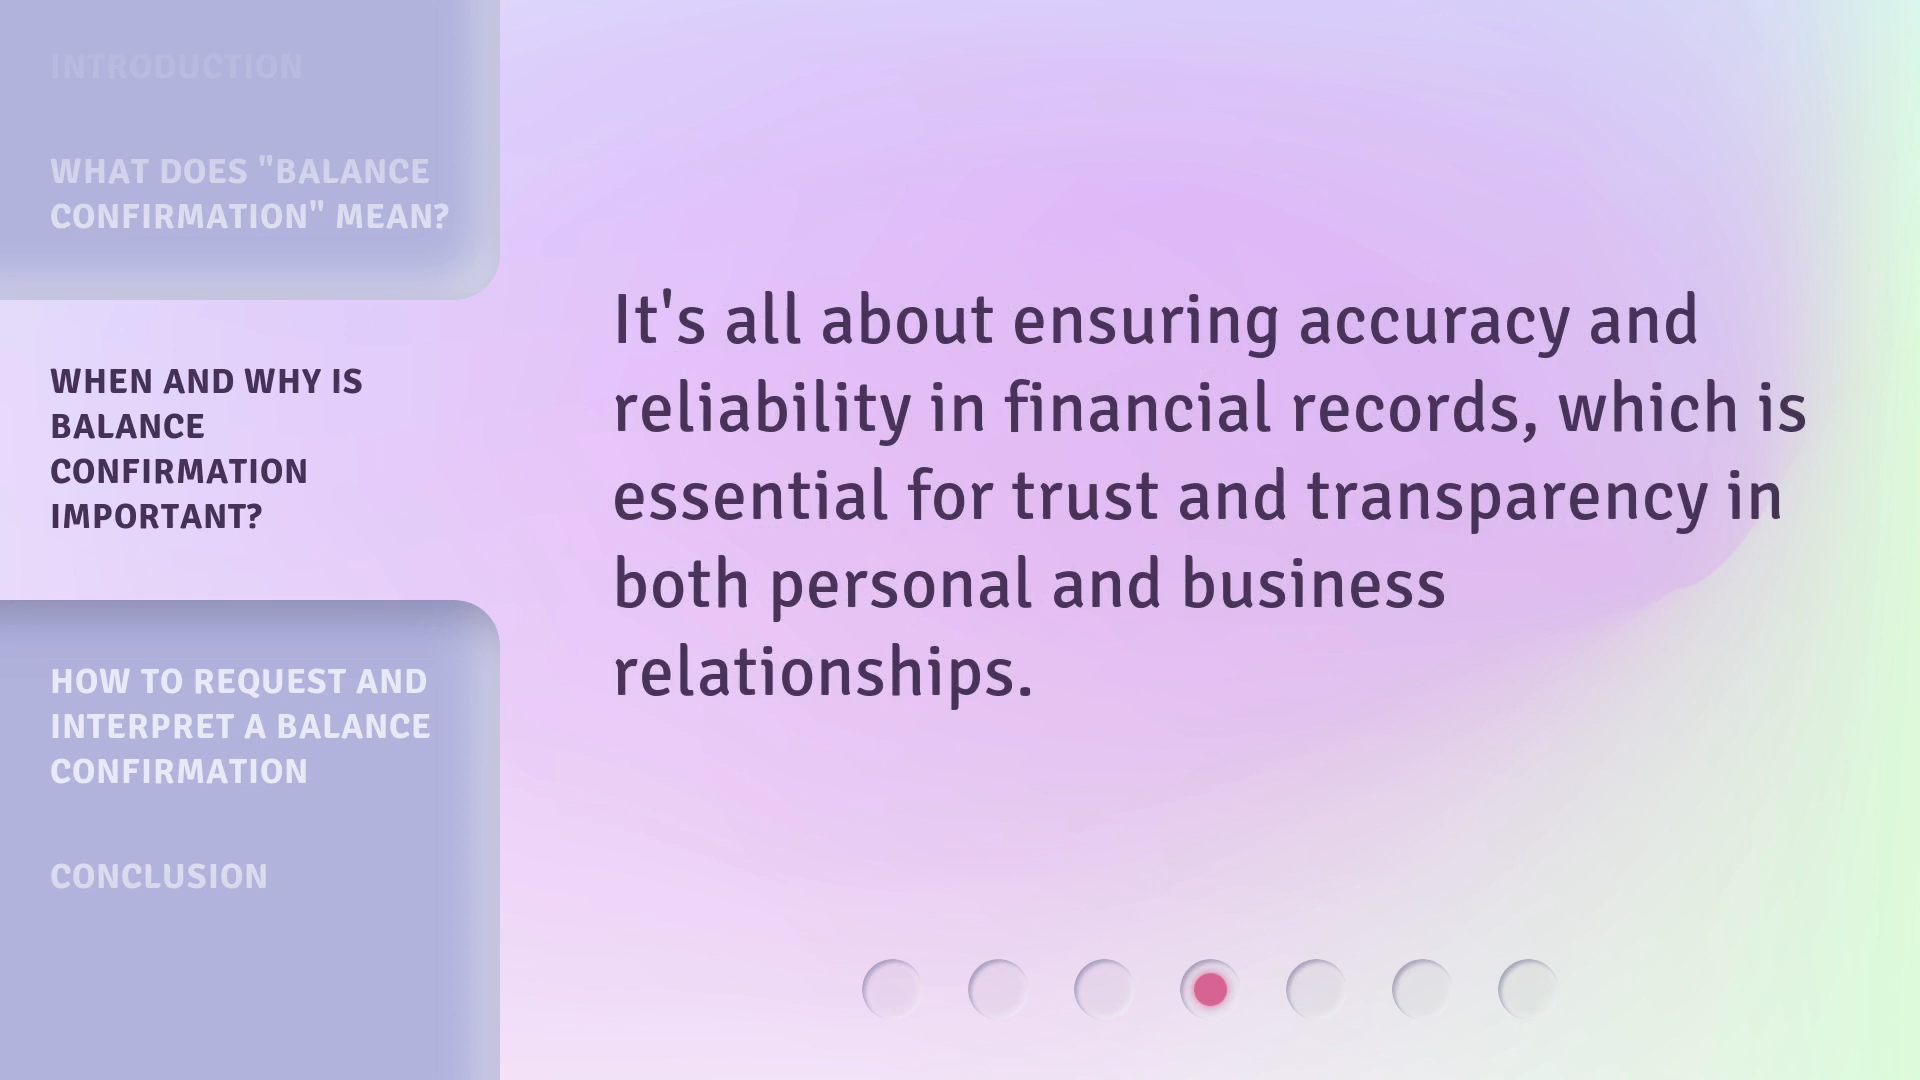 INTRODUCTION
WHAT DOES "BALANCE
CONFIRMATION" MEAN?
WHEN AND WHY IS
BALANCE
CONFIRMATION
IMPORTANT?
HOW TO REQUEST AND
INTERPRET A BALANCE
CONFIRMATION
CONCLUSION
It's all about ensuring accuracy and
reliability in financial records, which is
essential for trust and transparency in
both personal and business
relationships.